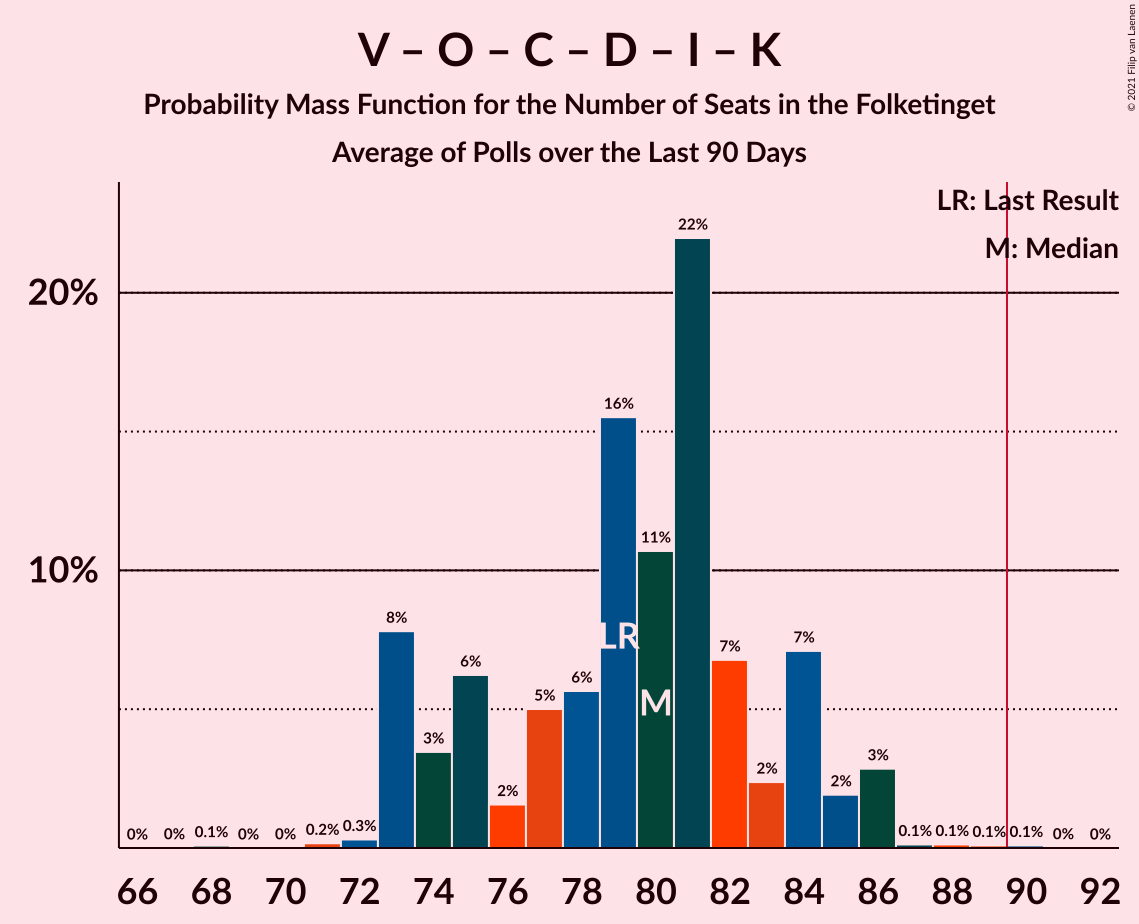 V – O – C – D – I – K
Probability Mass Function for the Number of Seats in the Folketinget
Average of Polls over the Last 90 Days
© 2021 Filip van Laenen
LR: Last Result
M: Median
20%
10%
0% 0% 0.1% 0% 0% 0.2% 0.3% 8% 3% 6% 2% 5% 6% 16% 11% 22% 7% 2% 7% 2% 3% 0.1% 0.1% 0.1% 0.1% 0% 0%
LR
M
66 68 70 72 74 76 78 80 82 84 86 88 90 92